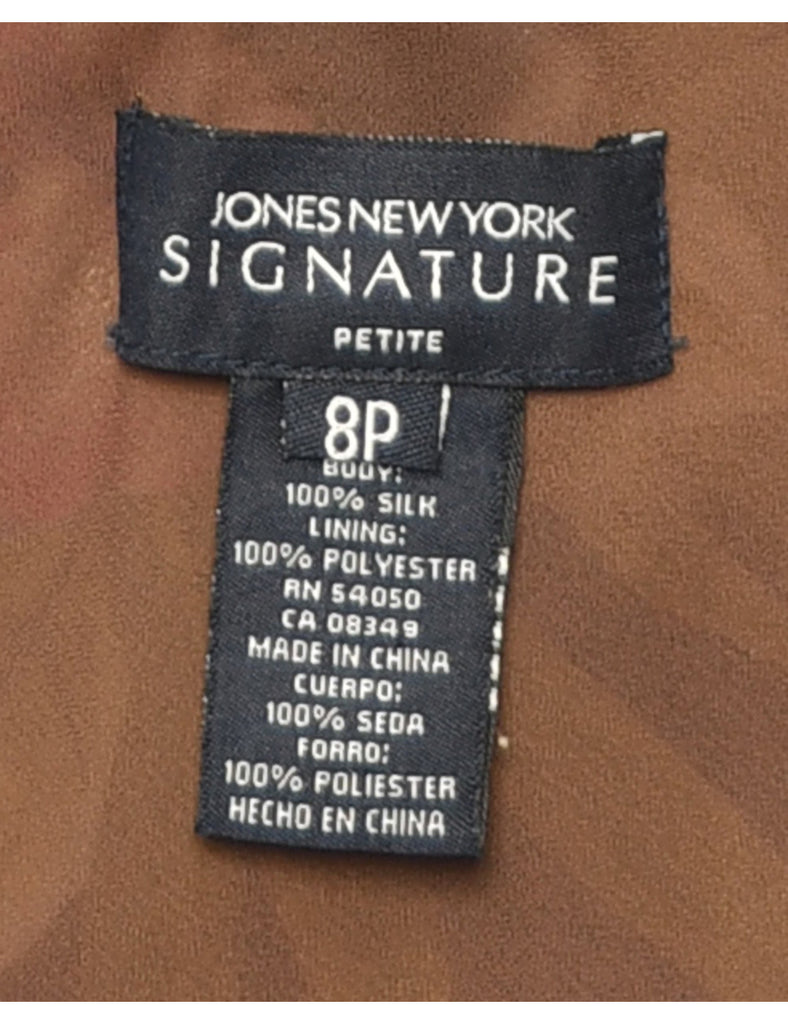 JONES NEW YORK
SIGNATURE
PETITE
8P
BODY:
100% SILK
LINING:
100% POLYESTER
RN 54050
CA 08349
MADE IN CHINA
CUERPO:
100% SEDA
FORRO:
100% POLIESTER
HECHO EN CHINA